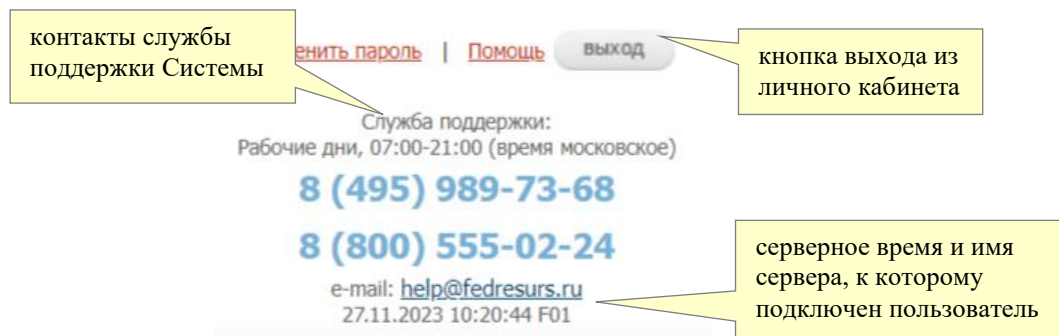 контакты службы
поддержки Системы
енить пароль | Помощь выход
кнопка выхода из
личного кабинета
Служба поддержки:
Рабочие дни, 07:00-21:00 (время московское)
8 (495) 989-73-68
8 (800) 555-02-24
e-mail: help@fedresurs.ru
27.11.2023 10:20:44 F01
серверное время и имя
сервера, к которому
подключен пользователь